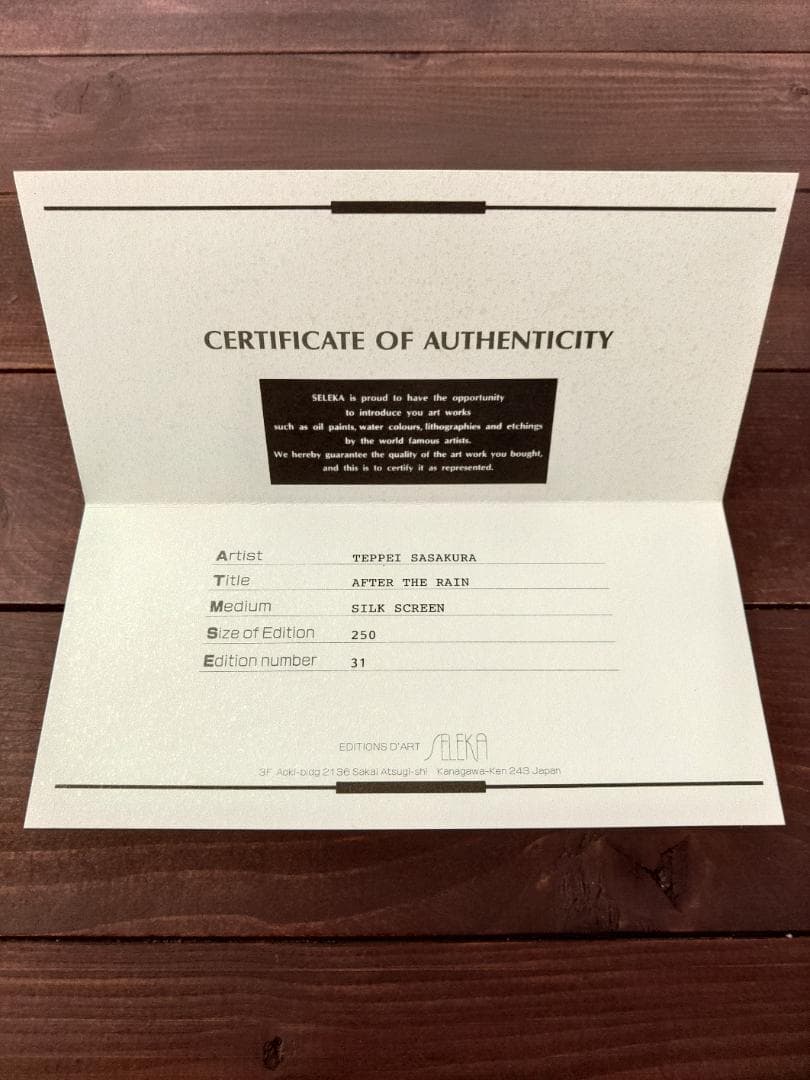 CERTIFICATE OF AUTHENTICITY
SELEKA is proud to have the opportunity
to introduce you art works
such as oil paints, water colours, lithographies and etchings
by the world famous artists.
We hereby guarantee the quality of the art work you bought,
and this is to certify it as represented.
Artist TEPPEI SASAKURA
Title AFTER THE RAIN
Medium SILK SCREEN
Size of Edition 250
Edition number 31
EDITIONS D'ART SELEKA
3F Aoki-bldg 2136 Sakai Atsugi-shi Kanagawa-Ken 243 Japan